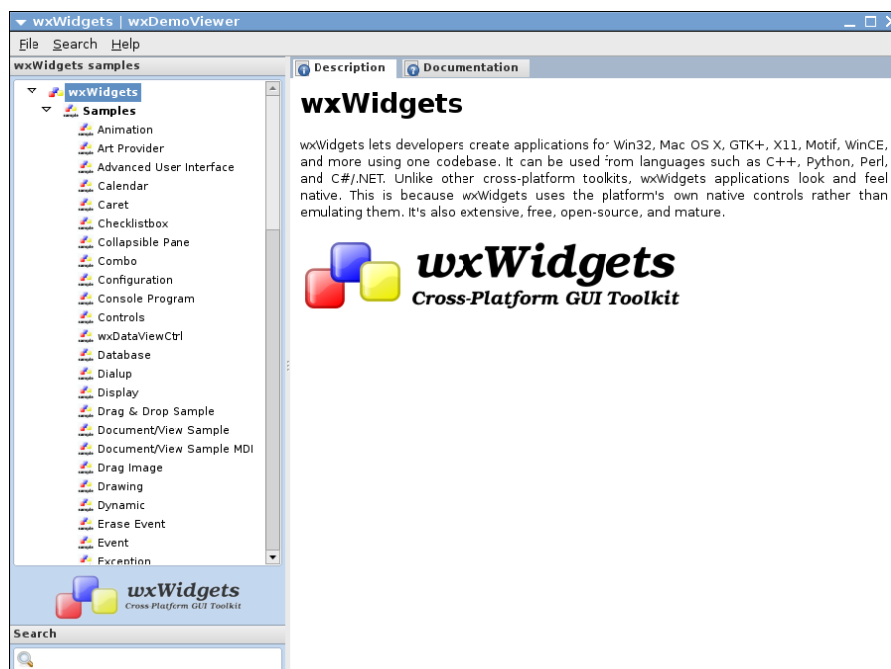 wxWidgets | wxDemoViewer
File Search Help
wxWidgets samples
wxWidgets
Samples
Animation
Art Provider
Advanced User Interface
Calendar
Caret
Checklistbox
Collapsible Pane
Combo
Configuration
Console Program
Controls
wxDataViewCtrl
Database
Dialup
Display
Drag & Drop Sample
Document/View Sample
Document/View Sample MDI
Drag Image
Drawing
Dynamic
Erase Event
Event
Exception
wxWidgets
Cross-Platform GUI Toolkit
Search
Description Documentation
wxWidgets
wxWidgets lets developers create applications for Win32, Mac OS X, GTK+, X11, Motif, WinCE,
and more using one codebase. It can be used from languages such as C++, Python, Perl,
and C#/.NET. Unlike other cross-platform toolkits, wxWidgets applications look and feel
native. This is because wxWidgets uses the platform's own native controls rather than
emulating them. It's also extensive, free, open-source, and mature.
wxWidgets
Cross-Platform GUI Toolkit